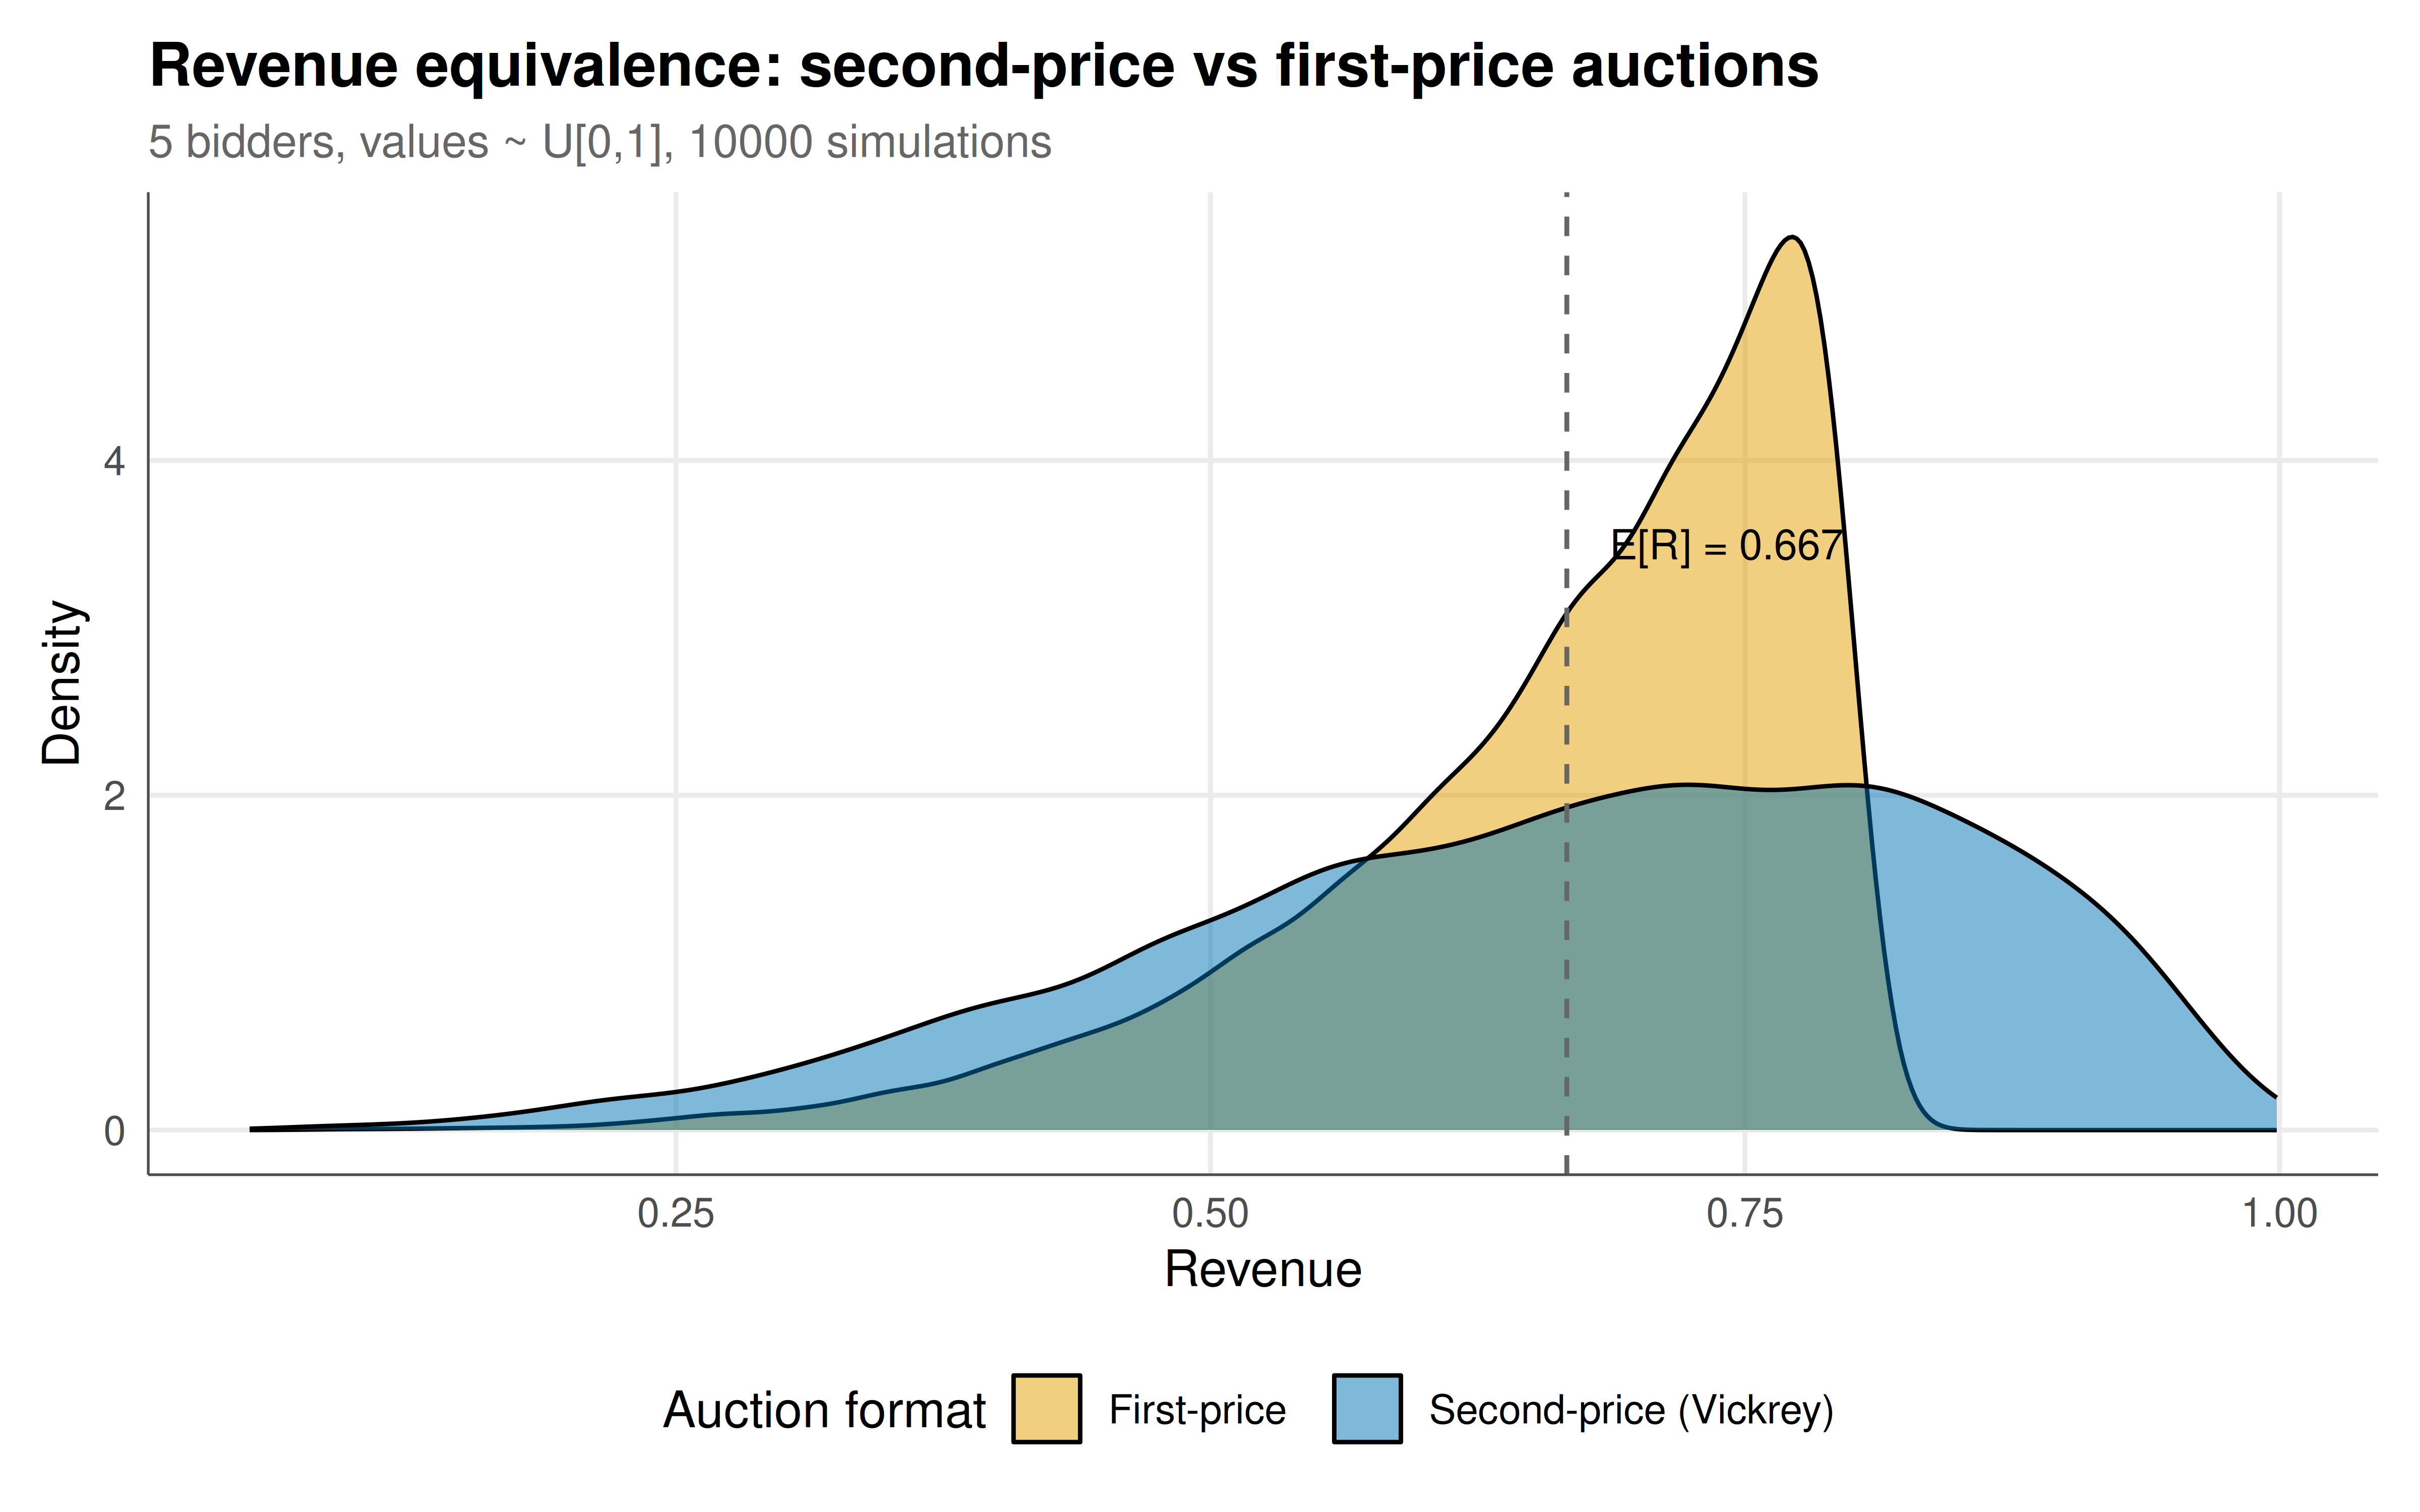 Revenue equivalence: second-price vs first-price auctions
5 bidders, values ~ U[0,1], 10000 simulations
Density
4
2
0
E[R] = 0.667
0.25 0.50 0.75 1.00
Revenue
Auction format First-price Second-price (Vickrey)